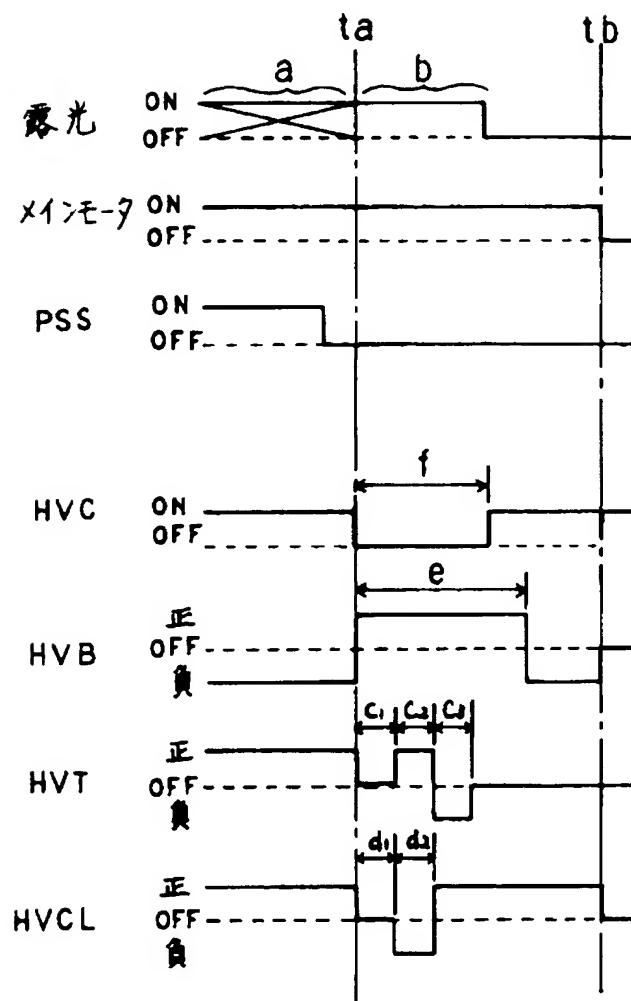 ta tb
a b
露光 ON
OFF
メインモータ ON
OFF
PSS ON
OFF
f
HVC ON
OFF
e
正
HVB OFF
負
C1 C2 C3
正
HVT OFF
負
d1 d2
正
HVCL OFF
負